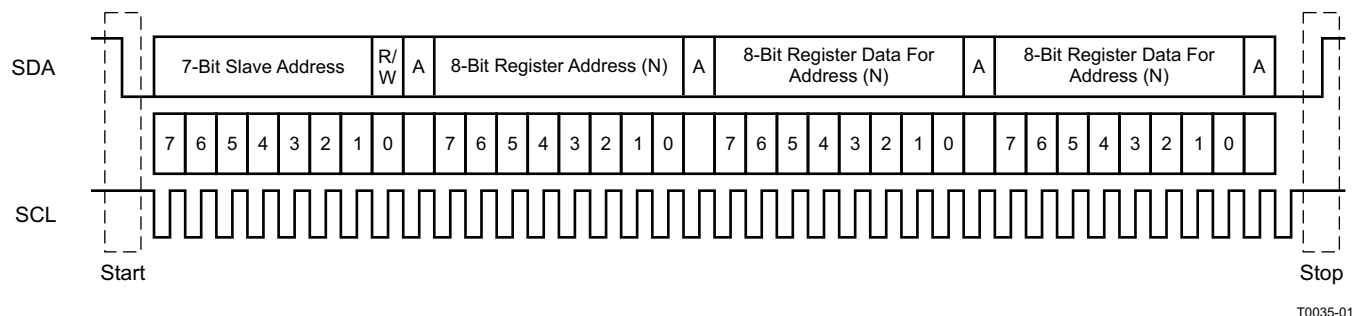 SDA
7-Bit Slave Address R/W A 8-Bit Register Address (N) A 8-Bit Register Data For Address (N) A 8-Bit Register Data For Address (N) A
7 6 5 4 3 2 1 0 7 6 5 4 3 2 1 0 7 6 5 4 3 2 1 0 7 6 5 4 3 2 1 0
SCL
Start Stop
T0035-01